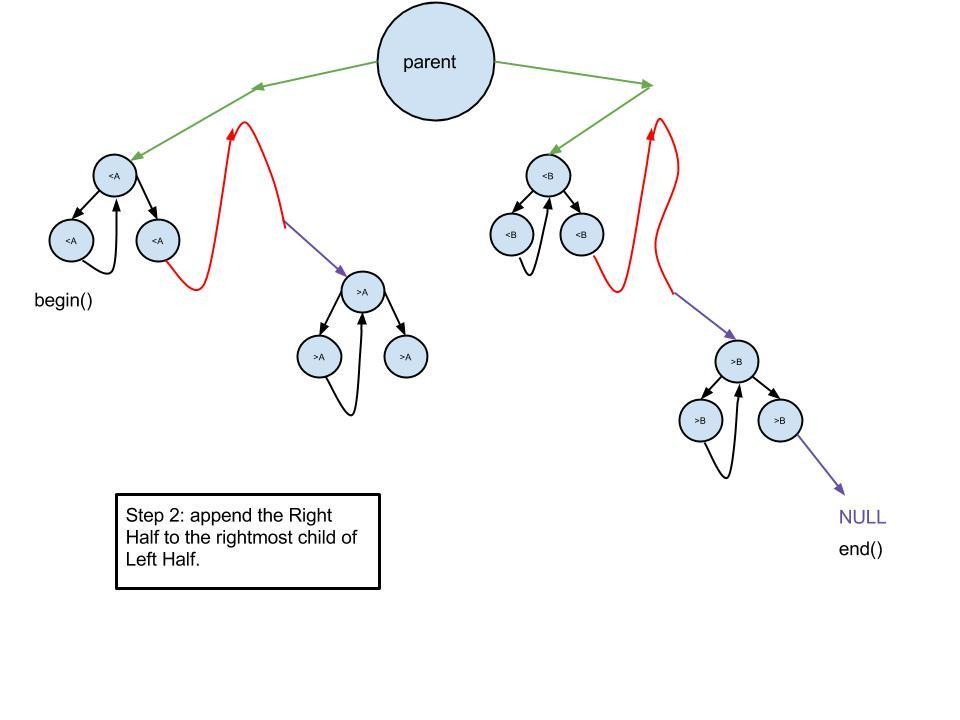 parent
<A
<B
<A
<A
<B
<B
begin()
>A
>A
>A
>B
>B
>B
Step 2: append the Right
Half to the rightmost child of
Left Half.
NULL
end()